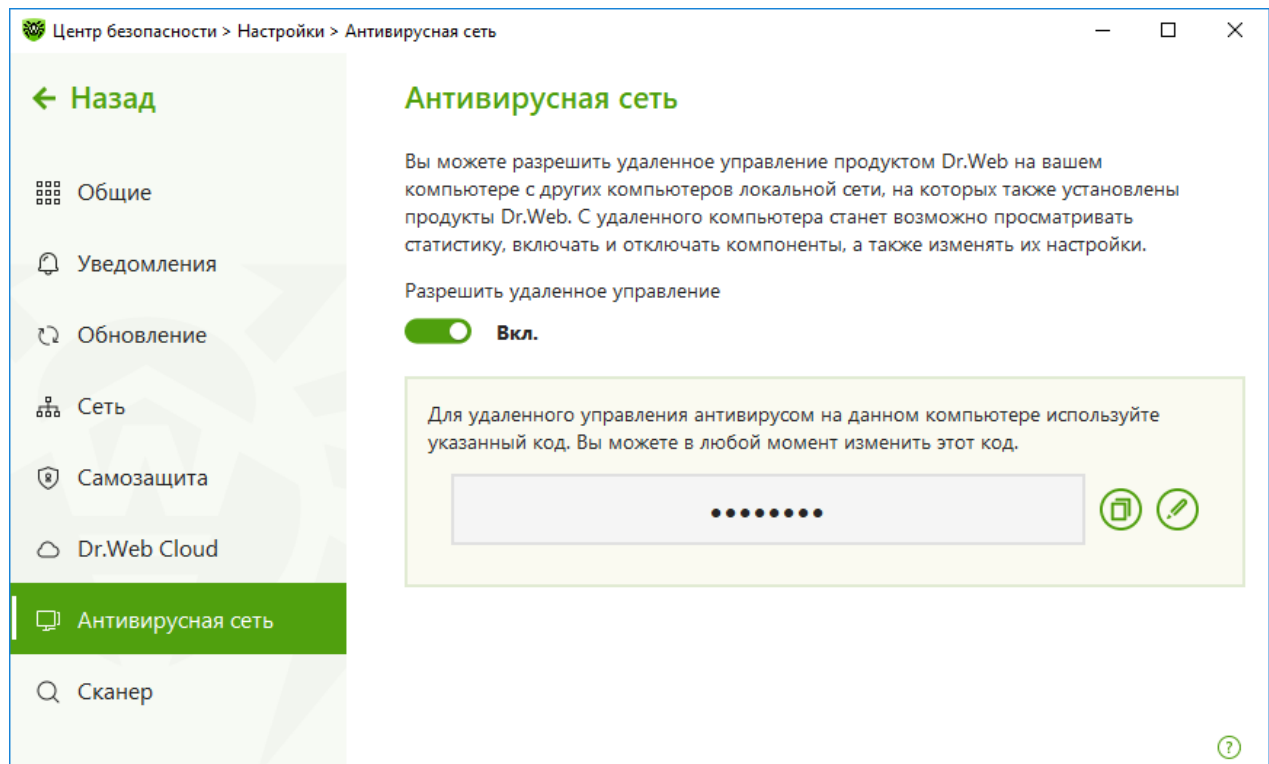 Центр безопасности > Настройки > Антивирусная сеть
Назад
Общие
Уведомления
Обновление
Сеть
Самозащита
Dr.Web Cloud
Антивирусная сеть
Сканер
Антивирусная сеть
Вы можете разрешить удаленное управление продуктом Dr.Web на вашем
компьютере с других компьютеров локальной сети, на которых также установлены
продукты Dr.Web. С удаленного компьютера станет возможно просматривать
статистику, включать и отключать компоненты, а также изменять их настройки.
Разрешить удаленное управление
Вкл.
Для удаленного управления антивирусом на данном компьютере используйте
указанный код. Вы можете в любой момент изменить этот код.
••••••••
?